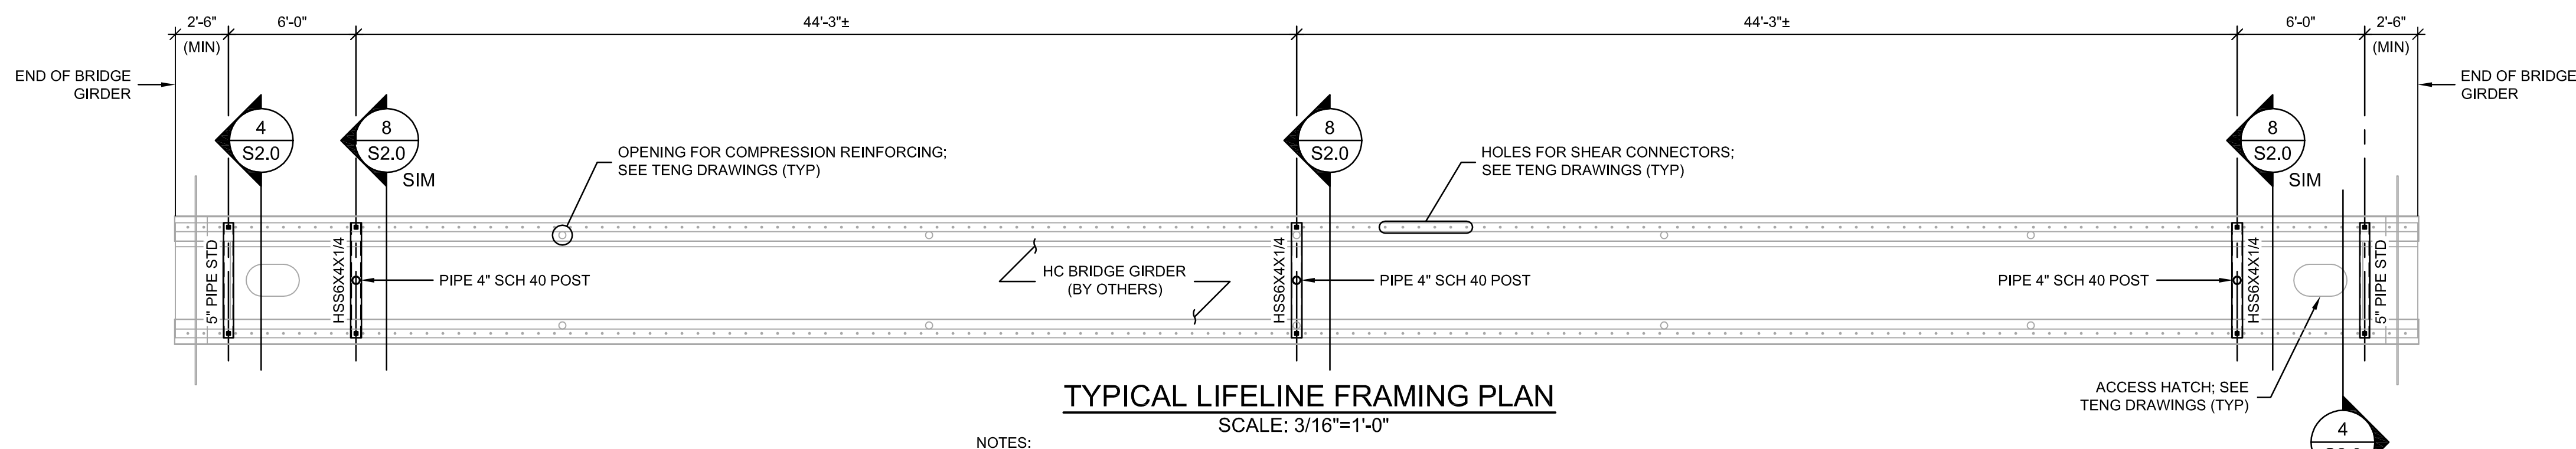 2'-6"
(MIN)
6'-0"
44'-3"±
44'-3"±
6'-0"
2'-6"
(MIN)
END OF BRIDGE
GIRDER
END OF BRIDGE
GIRDER
4
S2.0
8
S2.0
SIM
OPENING FOR COMPRESSION REINFORCING;
SEE TENG DRAWINGS (TYP)
8
S2.0
HOLES FOR SHEAR CONNECTORS;
SEE TENG DRAWINGS (TYP)
8
S2.0
SIM
5" PIPE STD
HSS6X4X1/4
PIPE 4" SCH 40 POST
HC BRIDGE GIRDER
(BY OTHERS)
HSS6X4X1/4
PIPE 4" SCH 40 POST
PIPE 4" SCH 40 POST
HSS6X4X1/4
5" PIPE STD
ACCESS HATCH; SEE
TENG DRAWINGS (TYP)
TYPICAL LIFELINE FRAMING PLAN
SCALE: 3/16"=1'-0"
NOTES:
4